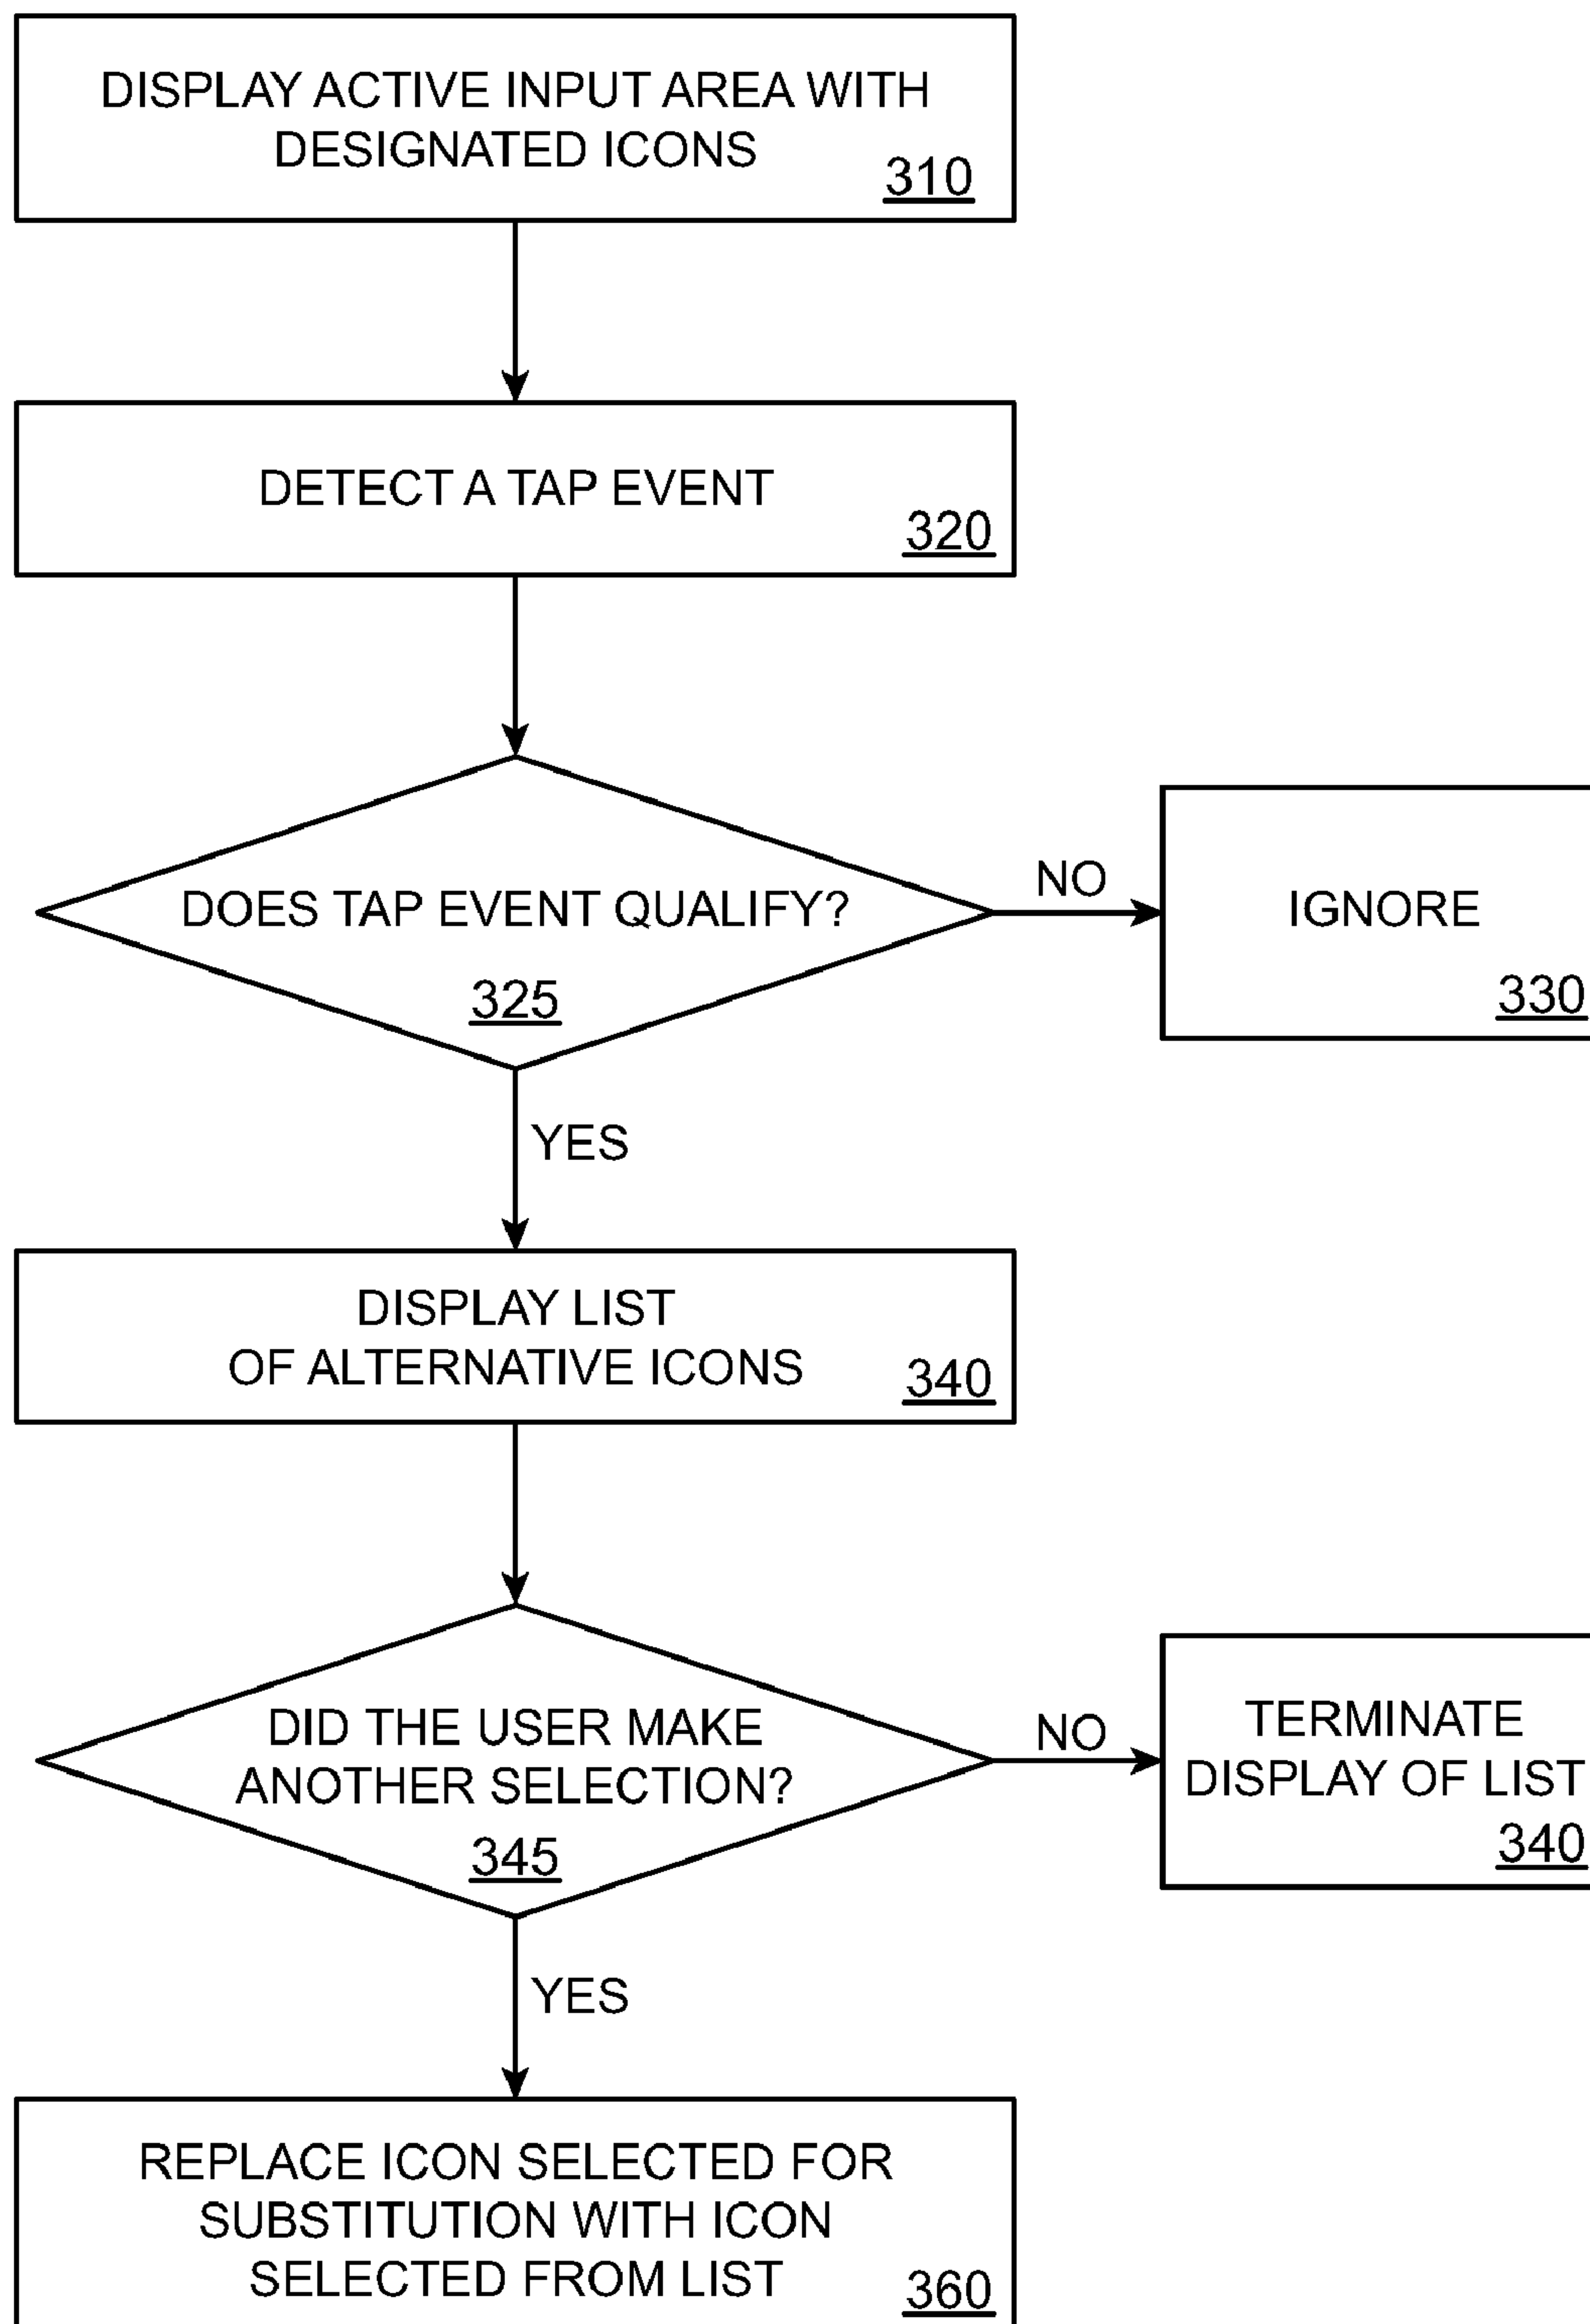 DISPLAY ACTIVE INPUT AREA WITH
DESIGNATED ICONS
310
DETECT A TAP EVENT
320
DOES TAP EVENT QUALIFY?
325
NO
IGNORE
330
YES
DISPLAY LIST
OF ALTERNATIVE ICONS
340
DID THE USER MAKE
ANOTHER SELECTION?
345
NO
TERMINATE
DISPLAY OF LIST
340
YES
REPLACE ICON SELECTED FOR
SUBSTITUTION WITH ICON
SELECTED FROM LIST
360